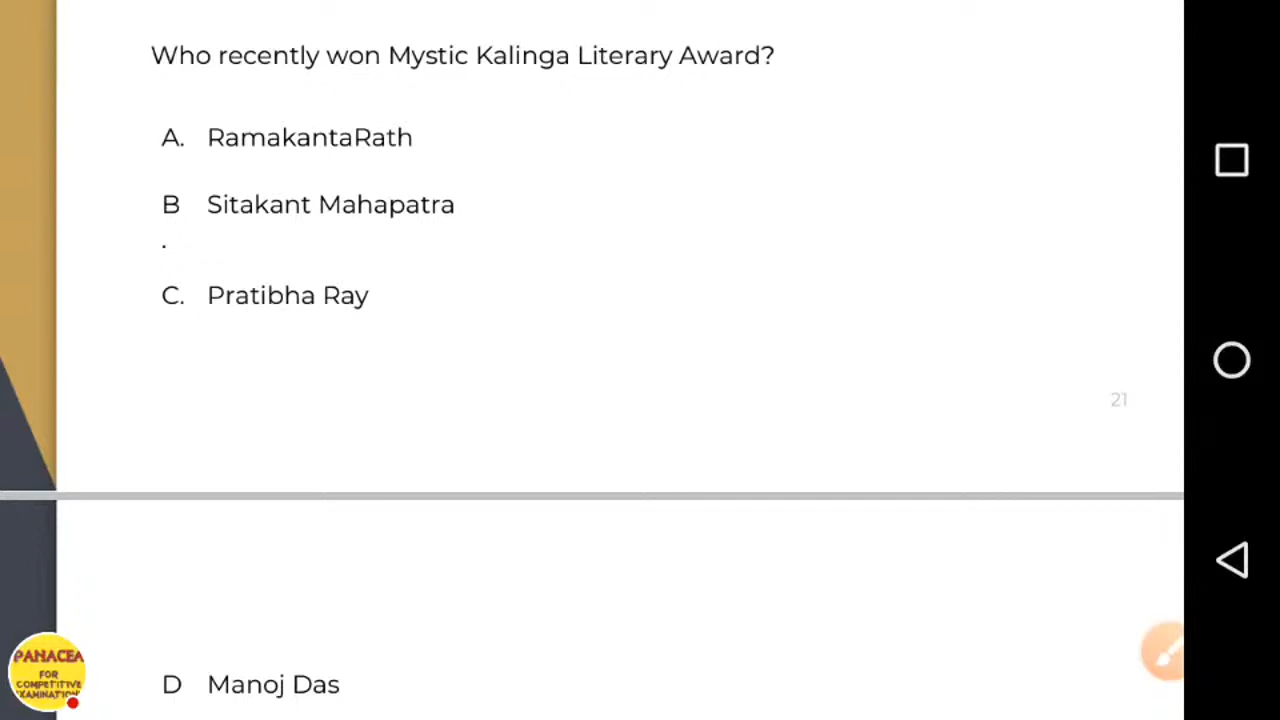 Who recently won Mystic Kalinga Literary Award?
A. RamakantaRath
B Sitakant Mahapatra
.
C. Pratibha Ray
21
D Manoj Das
PANACEA
FOR
COMPETITIVE
EXAMINATION